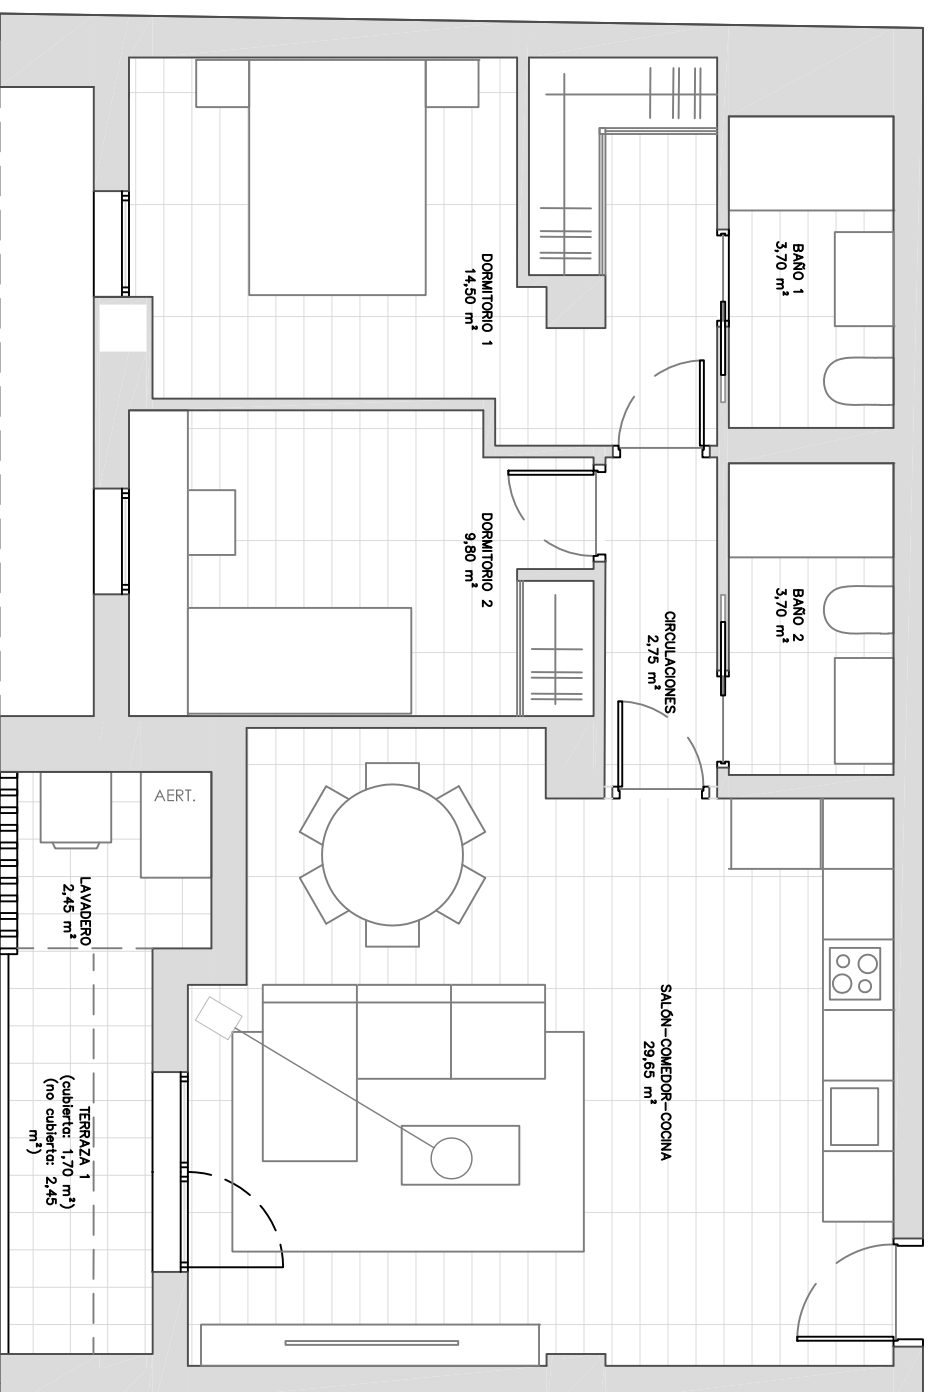 BAÑO 1
3,70 m²
DORMITORIO 1
14,50 m²
DORMITORIO 2
9,80 m²
BAÑO 2
3,70 m²
CIRCULACIONES
2,75 m²
AERT.
LAVADERO
2,45 m²
SALÓN-COMEDOR-COCINA
29,65 m²
TERRAZA 1
(cubierta: 1,70 m²)
(no cubierta: 2,45
m²)